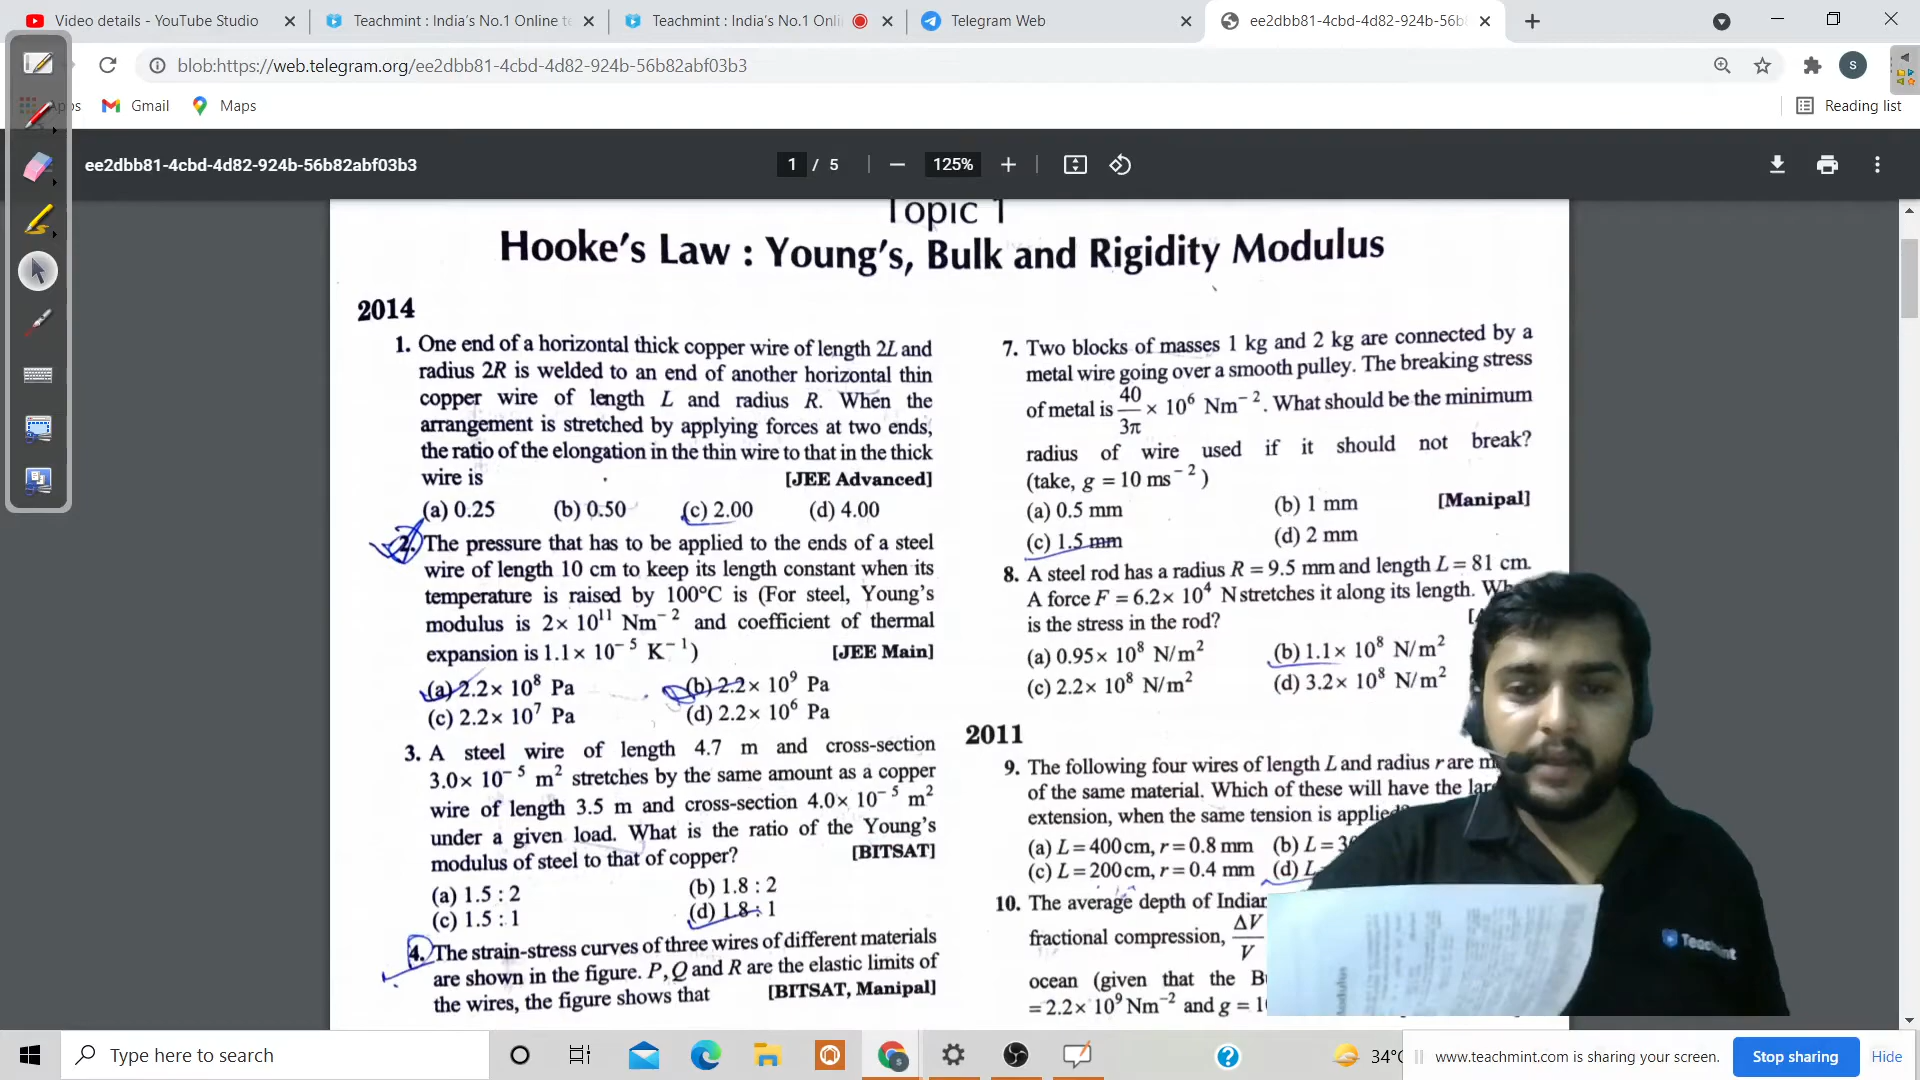 Video details - YouTube Studio
Teachmint : India's No.1 Online t
Teachmint : India's No.1 Onli
Telegram Web
ee2dbb81-4cbd-4d82-924b-56b
blob:https://web.telegram.org/ee2dbb81-4cbd-4d82-924b-56b82abf03b3
S
Apps
Gmail
Maps
Reading list
ee2dbb81-4cbd-4d82-924b-56b82abf03b3
1 / 5
125%
Topic 1
Hooke's Law : Young's, Bulk and Rigidity Modulus
2014
1. One end of a horizontal thick copper wire of length 2L and
radius 2R is welded to an end of another horizontal thin
copper wire of length L and radius R. When the
arrangement is stretched by applying forces at two ends,
the ratio of the elongation in the thin wire to that in the thick
wire is [JEE Advanced]
(a) 0.25 (b) 0.50 (c) 2.00 (d) 4.00
2. The pressure that has to be applied to the ends of a steel
wire of length 10 cm to keep its length constant when its
temperature is raised by 100°C is (For steel, Young's
modulus is 2× 10¹¹ Nm⁻² and coefficient of thermal
expansion is 1.1× 10⁻⁵ K⁻¹) [JEE Main]
(a) 2.2× 10⁸ Pa (b) 2.2× 10⁹ Pa
(c) 2.2× 10⁷ Pa (d) 2.2× 10⁶ Pa
3. A steel wire of length 4.7 m and cross-section
3.0× 10⁻⁵ m² stretches by the same amount as a copper
wire of length 3.5 m and cross-section 4.0× 10⁻⁵ m²
under a given load. What is the ratio of the Young's
modulus of steel to that of copper? [BITSAT]
(a) 1.5 : 2 (b) 1.8 : 2
(c) 1.5 : 1 (d) 1.8 : 1
4. The strain-stress curves of three wires of different materials
are shown in the figure. P, Q and R are the elastic limits of
the wires, the figure shows that [BITSAT, Manipal]
7. Two blocks of masses 1 kg and 2 kg are connected by a
metal wire going over a smooth pulley. The breaking stress
of metal is 40/3π × 10⁶ Nm⁻². What should be the minimum
radius of wire used if it should not break?
(take, g = 10 ms⁻²)
(a) 0.5 mm (b) 1 mm [Manipal]
(c) 1.5 mm (d) 2 mm
8. A steel rod has a radius R = 9.5 mm and length L = 81 cm.
A force F = 6.2× 10⁴ N stretches it along its length.
is the stress in the rod?
(a) 0.95× 10⁸ N/m² (b) 1.1× 10⁸ N/m²
(c) 2.2× 10⁸ N/m² (d) 3.2× 10⁸ N/m²
2011
9. The following four wires of length L and radius r are m
of the same material. Which of these will have the lar
extension, when the same tension is applied
(a) L = 400 cm, r = 0.8 mm (b) L = 3
(c) L = 200 cm, r = 0.4 mm (d) L
10. The average depth of Indian
fractional compression, ΔV/V
ocean (given that the B
= 2.2× 10⁹ Nm⁻² and g = 1
Teachmint
Type here to search
S
34°C
www.teachmint.com is sharing your screen.
Stop sharing
Hide